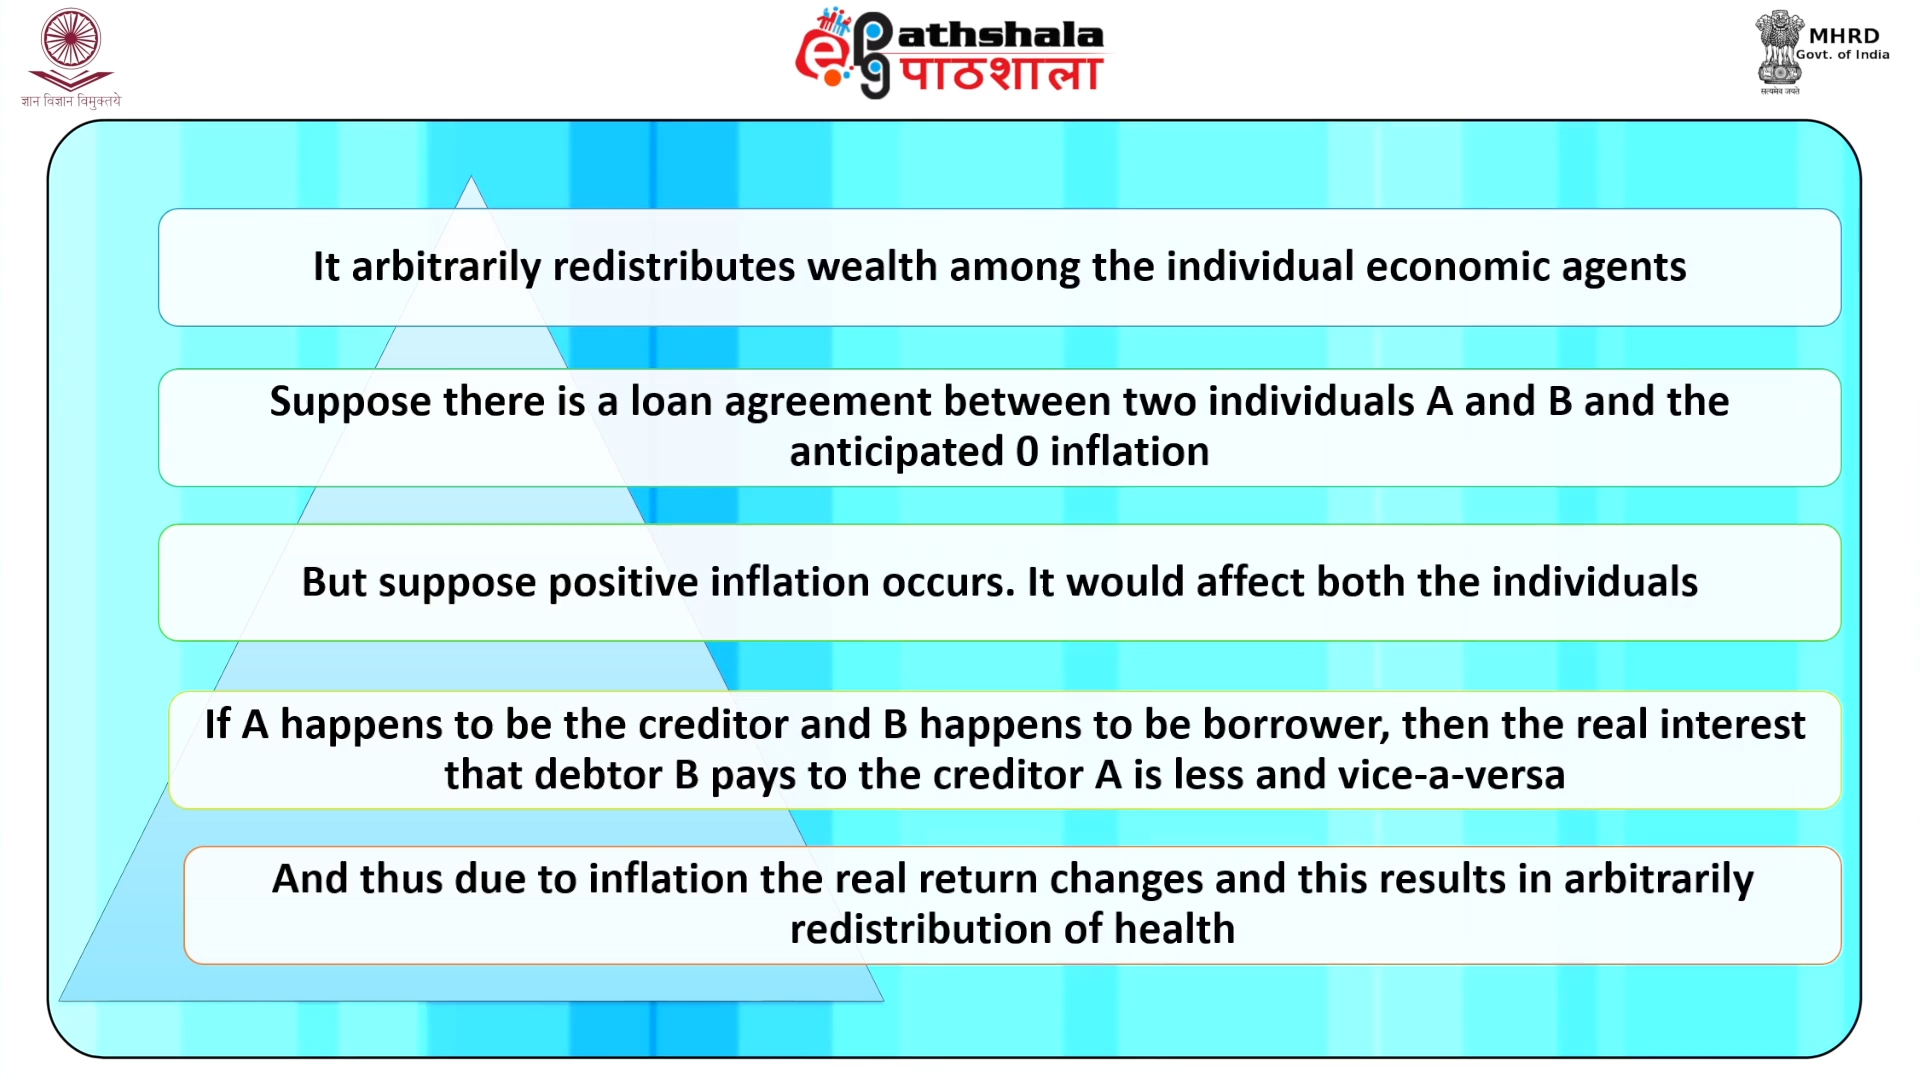 ज्ञान विज्ञान विमुक्तये
ePGathshala
पाठशाला
MHRD
Govt. of India
सत्यमेव जयते
It arbitrarily redistributes wealth among the individual economic agents
Suppose there is a loan agreement between two individuals A and B and the
anticipated 0 inflation
But suppose positive inflation occurs. It would affect both the individuals
If A happens to be the creditor and B happens to be borrower, then the real interest
that debtor B pays to the creditor A is less and vice-a-versa
And thus due to inflation the real return changes and this results in arbitrarily
redistribution of health